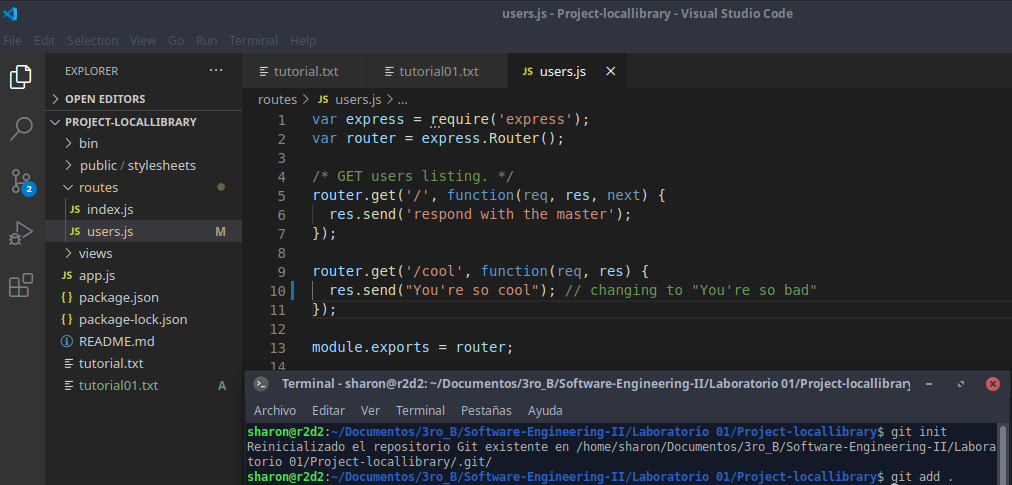 users.js - Project-locallibrary - Visual Studio Code
File Edit Selection View Go Run Terminal Help
EXPLORER ···
OPEN EDITORS
PROJECT-LOCALLIBRARY
bin
public / stylesheets
routes
JS index.js
JS users.js M
views
JS app.js
{} package.json
{} package-lock.json
README.md
tutorial.txt
tutorial01.txt A
2
tutorial.txt tutorial01.txt JS users.js ×
routes > JS users.js > ...
1 var express = require('express');
2 var router = express.Router();
3
4 /* GET users listing. */
5 router.get('/', function(req, res, next) {
6 res.send('respond with the master');
7 });
8
9 router.get('/cool', function(req, res) {
10 res.send("You're so cool"); // changing to "You're so bad"
11 });
12
13 module.exports = router;
14
Terminal - sharon@r2d2: ~/Documentos/3ro_B/Software-Engineering-II/Laboratorio 01/Project-locallibrary
Archivo Editar Ver Terminal Pestañas Ayuda
sharon@r2d2:~/Documentos/3ro_B/Software-Engineering-II/Laboratorio 01/Project-locallibrary$ git init
Reinicializado el repositorio Git existente en /home/sharon/Documentos/3ro_B/Software-Engineering-II/Labora
torio 01/Project-locallibrary/.git/
sharon@r2d2:~/Documentos/3ro_B/Software-Engineering-II/Laboratorio 01/Project-locallibrary$ git add .